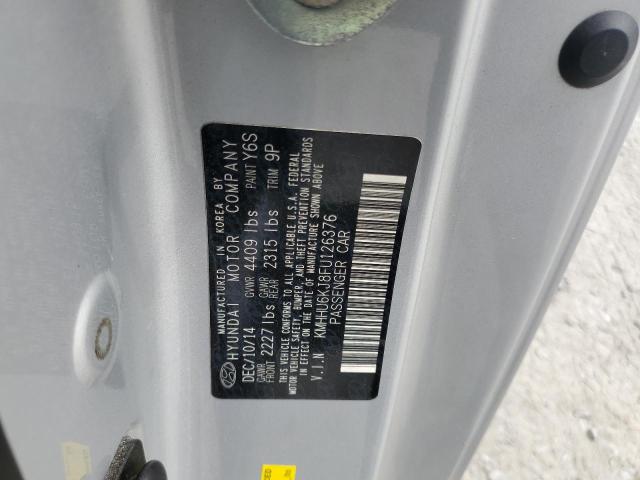 MANUFACTURED IN KOREA BY
HYUNDAI MOTOR COMPANY
DEC/10/14 GVWR 4409 lbs PAINT Y6S
GAWR FRONT 2227 lbs GAWR REAR 2315 lbs TRIM 9P
THIS VEHICLE CONFORMS TO ALL APPLICABLE U.S.A. FEDERAL
MOTOR VEHICLE SAFETY, BUMPER, AND THEFT PREVENTION STANDARDS
IN EFFECT ON THE DATE OF MANUFACTURE SHOWN ABOVE
V.I.N KMHHU6KJ8FU126376
PASSENGER CAR